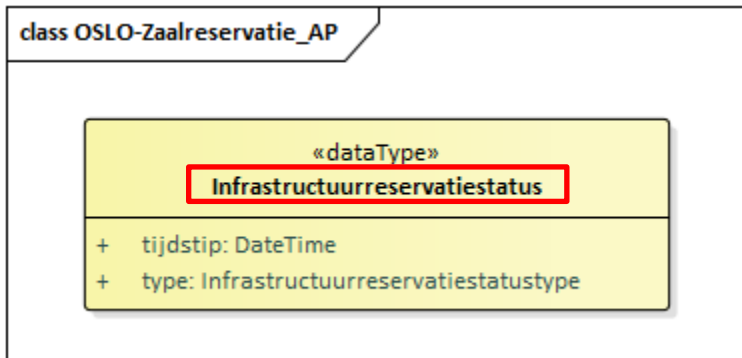 class OSLO-Zaalreservatie_AP
«dataType»
Infrastructuurreservatiestatus
+ tijdstip: DateTime
+ type: Infrastructuurreservatiestatustype